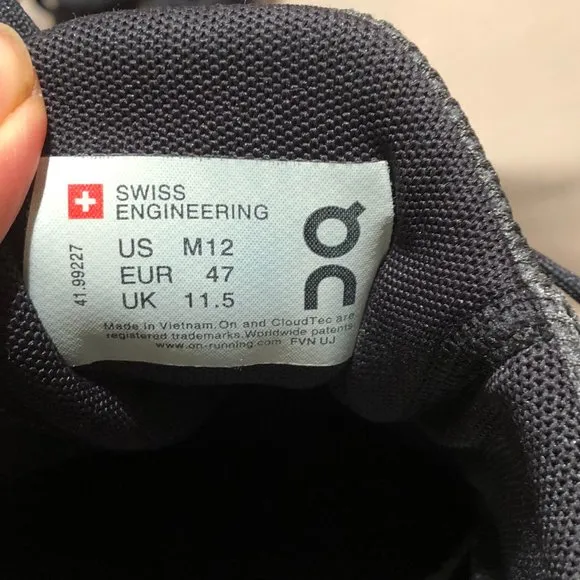 SWISS
ENGINEERING
US M12
EUR 47
UK 11.5
41.99227
Made in Vietnam. On and CloudTec are
registered trademarks. Worldwide patents
www.on-running.com FVN UJ
On